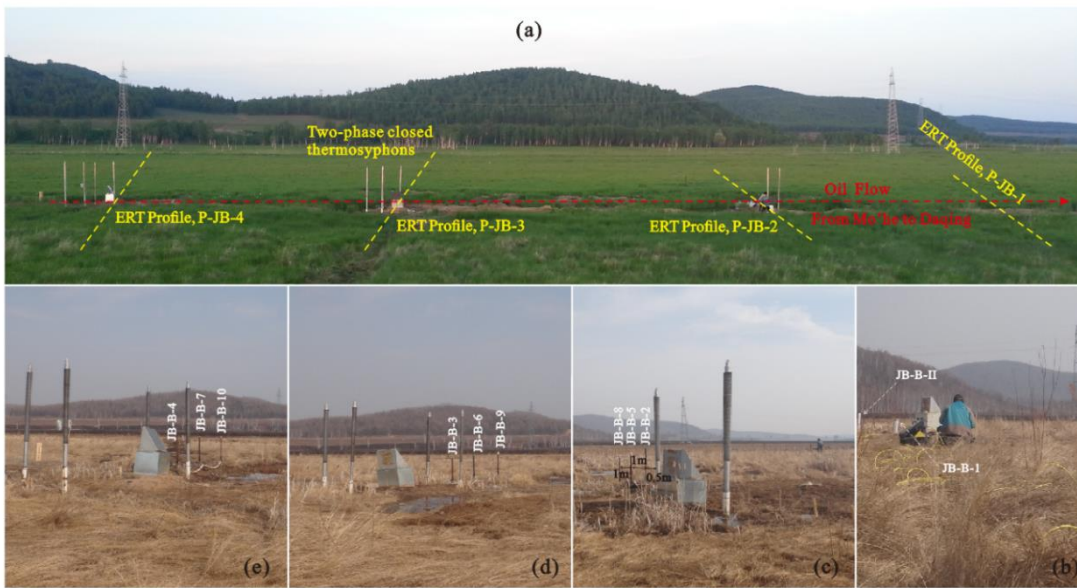 (a)
Two-phase closed
thermosyphons
ERT Profile, P-JB-1
Oil Flow
ERT Profile, P-JB-4
ERT Profile, P-JB-3
ERT Profile, P-JB-2
From Mo'he to Daqing
JB-B-4
JB-B-7
JB-B-10
(e)
JB-B-3
JB-B-6
JB-B-9
(d)
JB-B-8
JB-B-5
JB-B-2
1m
1m
0.5m
(c)
JB-B-II
JB-B-1
(b)